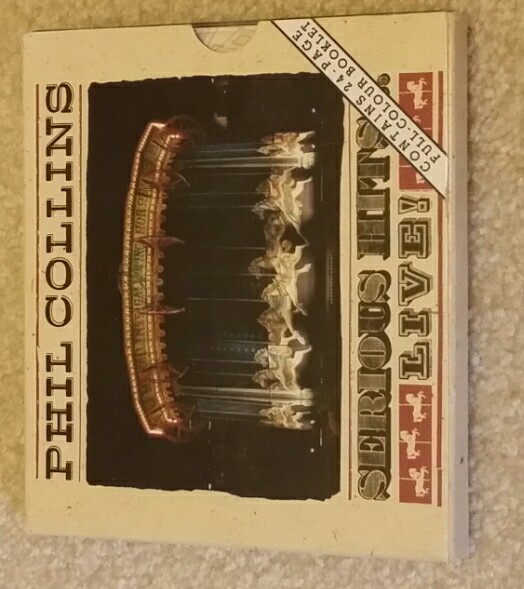 PHIL COLLINS
SERIOUS HITS...
LIVE!
CONTAINS 24-PAGE
FULL-COLOUR BOOKLET